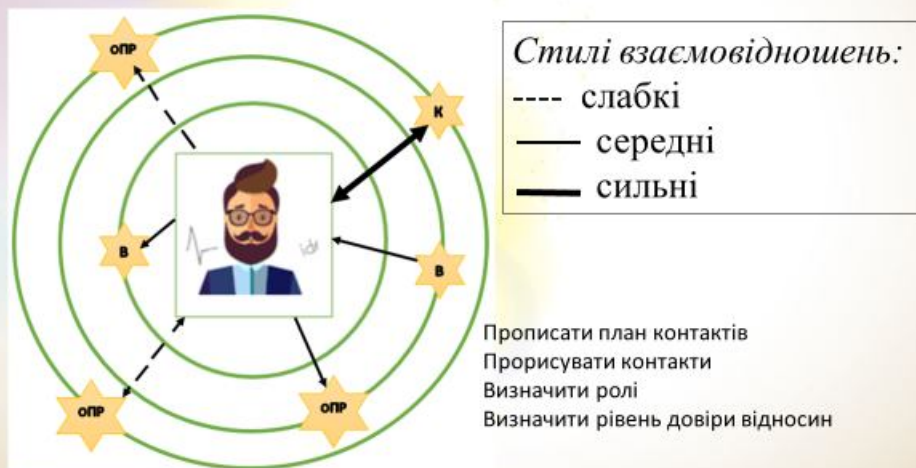 ОПР
К
В
В
ОПР
ОПР
Стилі взаємовідношень:
слабкі
середні
сильні
Прописати план контактів
Прорисувати контакти
Визначити ролі
Визначити рівень довіри відносин